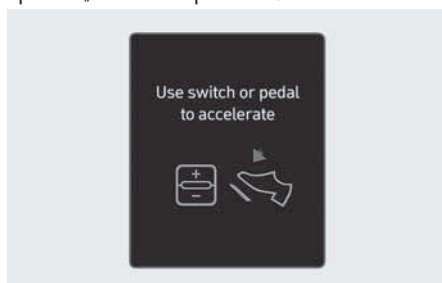 Use switch or pedal
to accelerate
+
−